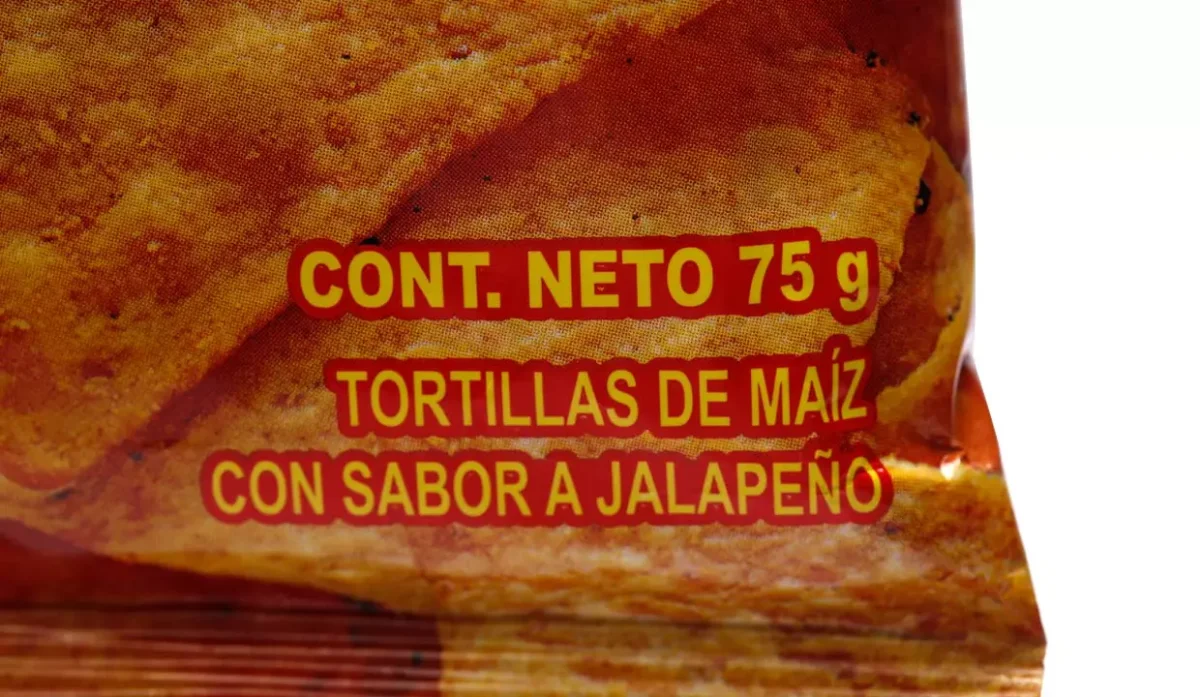 CONT. NETO 75 g
TORTILLAS DE MAÍZ
CON SABOR A JALAPEÑO